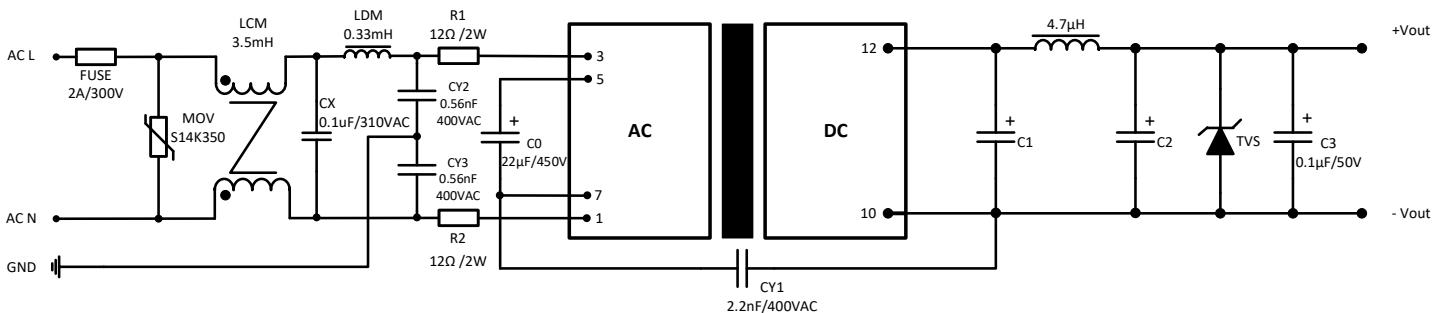 LCM
3.5mH
LDM
0.33mH
R1
12Ω /2W
AC L
FUSE
2A/300V
MOV
S14K350
CX
0.1uF/310VAC
CY2
0.56nF
400VAC
CY3
0.56nF
400VAC
+
C0
22µF/450V
3
5
7
1
AC
DC
12
10
4.7µH
+
C1
+
C2
TVS
+
C3
0.1µF/50V
+Vout
- Vout
AC N
R2
12Ω /2W
GND
CY1
2.2nF/400VAC